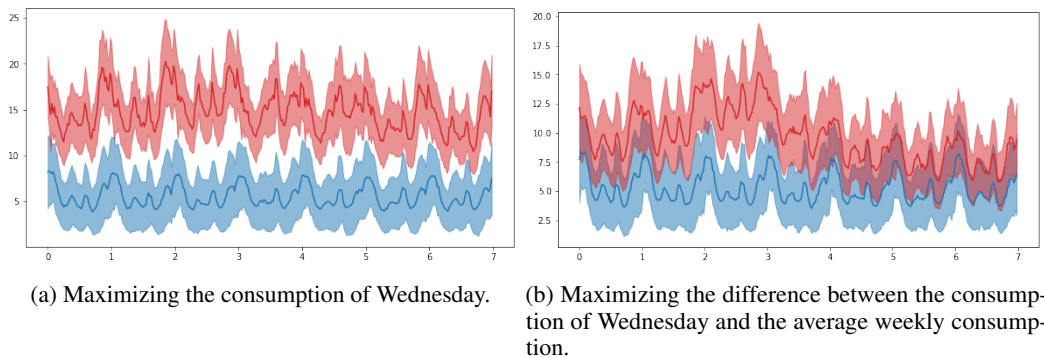 25
20
15
10
5
0 1 2 3 4 5 6 7
20.0
17.5
15.0
12.5
10.0
7.5
5.0
2.5
0 1 2 3 4 5 6 7
(a) Maximizing the consumption of Wednesday.
(b) Maximizing the difference between the consump-
tion of Wednesday and the average weekly consump-
tion.